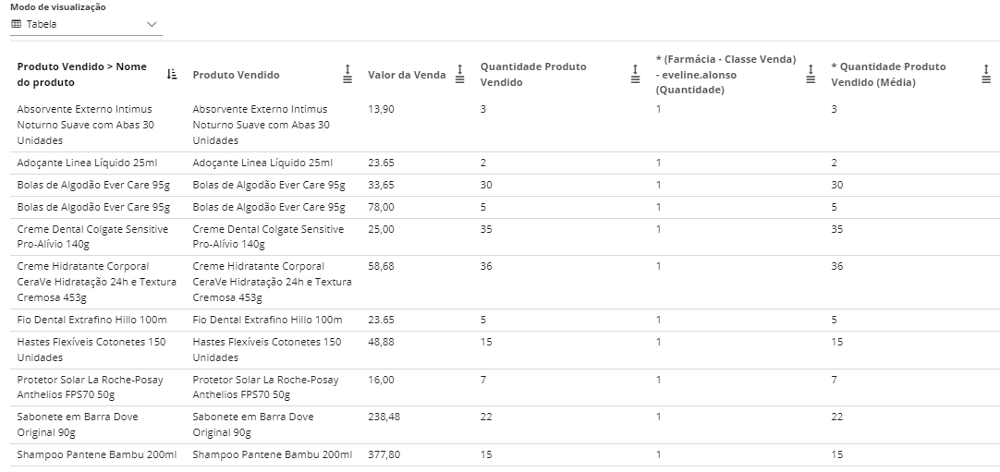 Modo de visualização
Tabela
Produto Vendido > Nome do produto Produto Vendido Valor da Venda Quantidade Produto Vendido * (Farmácia - Classe Venda) - eveline.alonso (Quantidade) * Quantidade Produto Vendido (Média)
Absorvente Externo Intimus Absorvente Externo Intimus 13,90 3 1 3
Noturno Suave com Abas 30 Noturno Suave com Abas 30
Unidades Unidades
Adoçante Linea Líquido 25ml Adoçante Linea Líquido 25ml 23.65 2 1 2
Bolas de Algodão Ever Care 95g Bolas de Algodão Ever Care 95g 33,65 30 1 30
Bolas de Algodão Ever Care 95g Bolas de Algodão Ever Care 95g 78,00 5 1 5
Creme Dental Colgate Sensitive Creme Dental Colgate Sensitive 25,00 35 1 35
Pro-Alívio 140g Pro-Alívio 140g
Creme Hidratante Corporal Creme Hidratante Corporal 58,68 36 1 36
CeraVe Hidratação 24h e Textura CeraVe Hidratação 24h e Textura
Cremosa 453g Cremosa 453g
Fio Dental Extrafino Hillo 100m Fio Dental Extrafino Hillo 100m 23.65 5 1 5
Hastes Flexíveis Cotonetes 150 Hastes Flexíveis Cotonetes 150 48,88 15 1 15
Unidades Unidades
Protetor Solar La Roche-Posay Protetor Solar La Roche-Posay 16,00 7 1 7
Anthelios FPS70 50g Anthelios FPS70 50g
Sabonete em Barra Dove Sabonete em Barra Dove 238,48 22 1 22
Original 90g Original 90g
Shampoo Pantene Bambu 200ml Shampoo Pantene Bambu 200ml 377,80 15 1 15